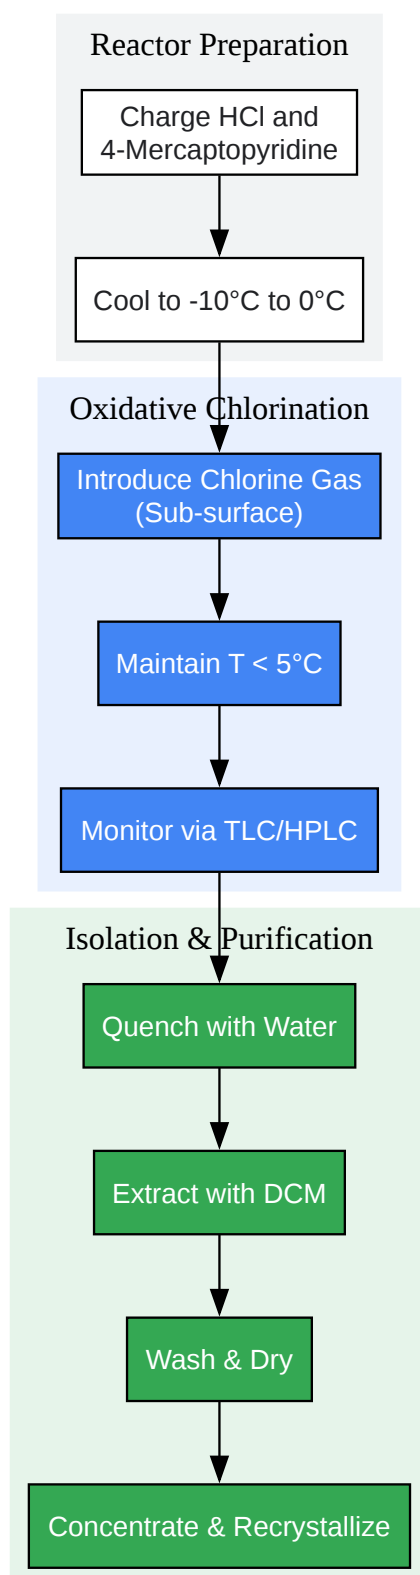 Reactor Preparation
Charge HCl and
4-Mercaptopyridine
Cool to -10°C to 0°C
Oxidative Chlorination
Introduce Chlorine Gas
(Sub-surface)
Maintain T < 5°C
Monitor via TLC/HPLC
Isolation & Purification
Quench with Water
Extract with DCM
Wash & Dry
Concentrate & Recrystallize